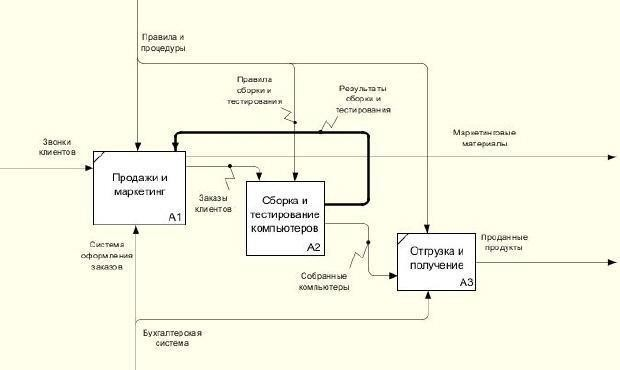 Правила и
процедуры
Правила
сборки и
тестирования
Результаты
сборки и
тестирования
Звонки
клиентов
Маркетинговые
материалы
Продажи и
маркетинг
A1
Заказы
клиентов
Сборка и
тестирование
компьютеров
A2
Система
оформления
заказов
Собранные
компьютеры
Отгрузка и
получение
A3
Проданные
продукты
Бухгалтерская
система